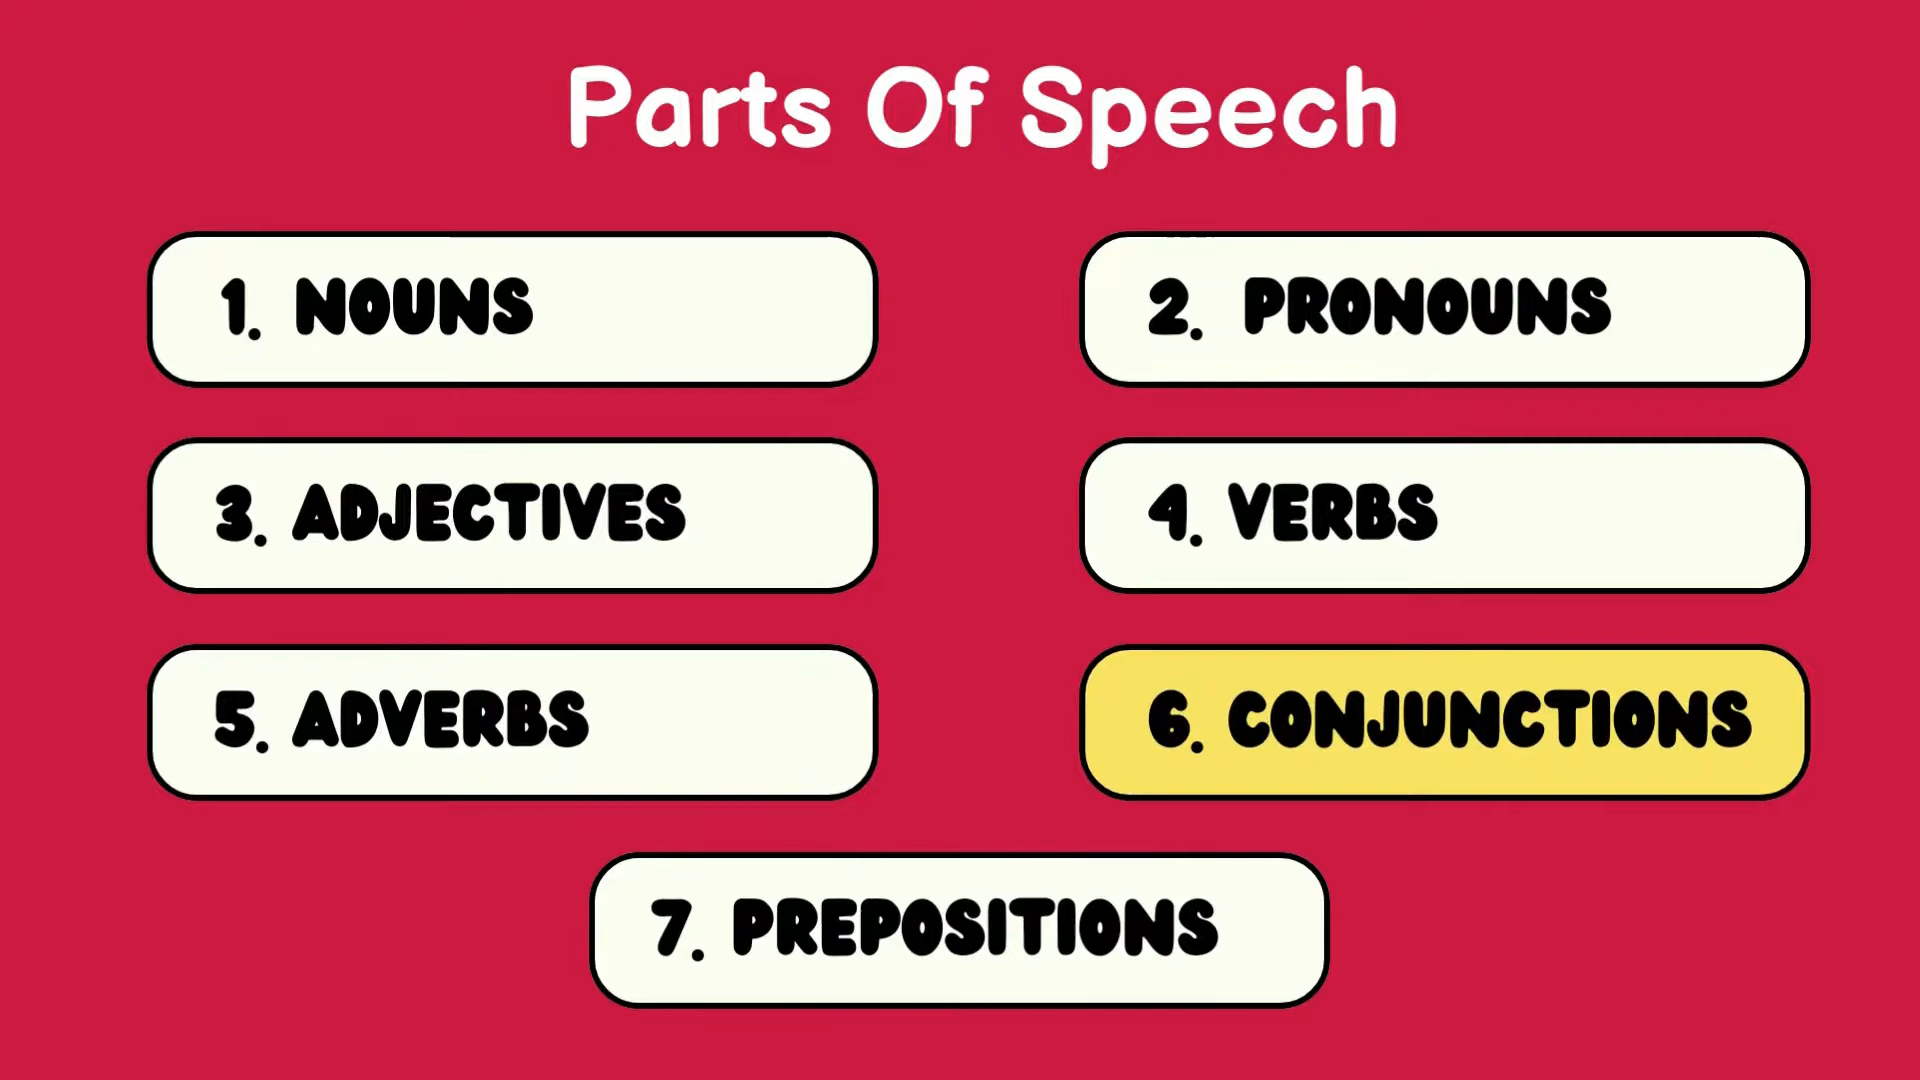 Parts Of Speech
1. NOUNS
2. PRONOUNS
3. ADJECTIVES
4. VERBS
5. ADVERBS
6. CONJUNCTIONS
7. PREPOSITIONS